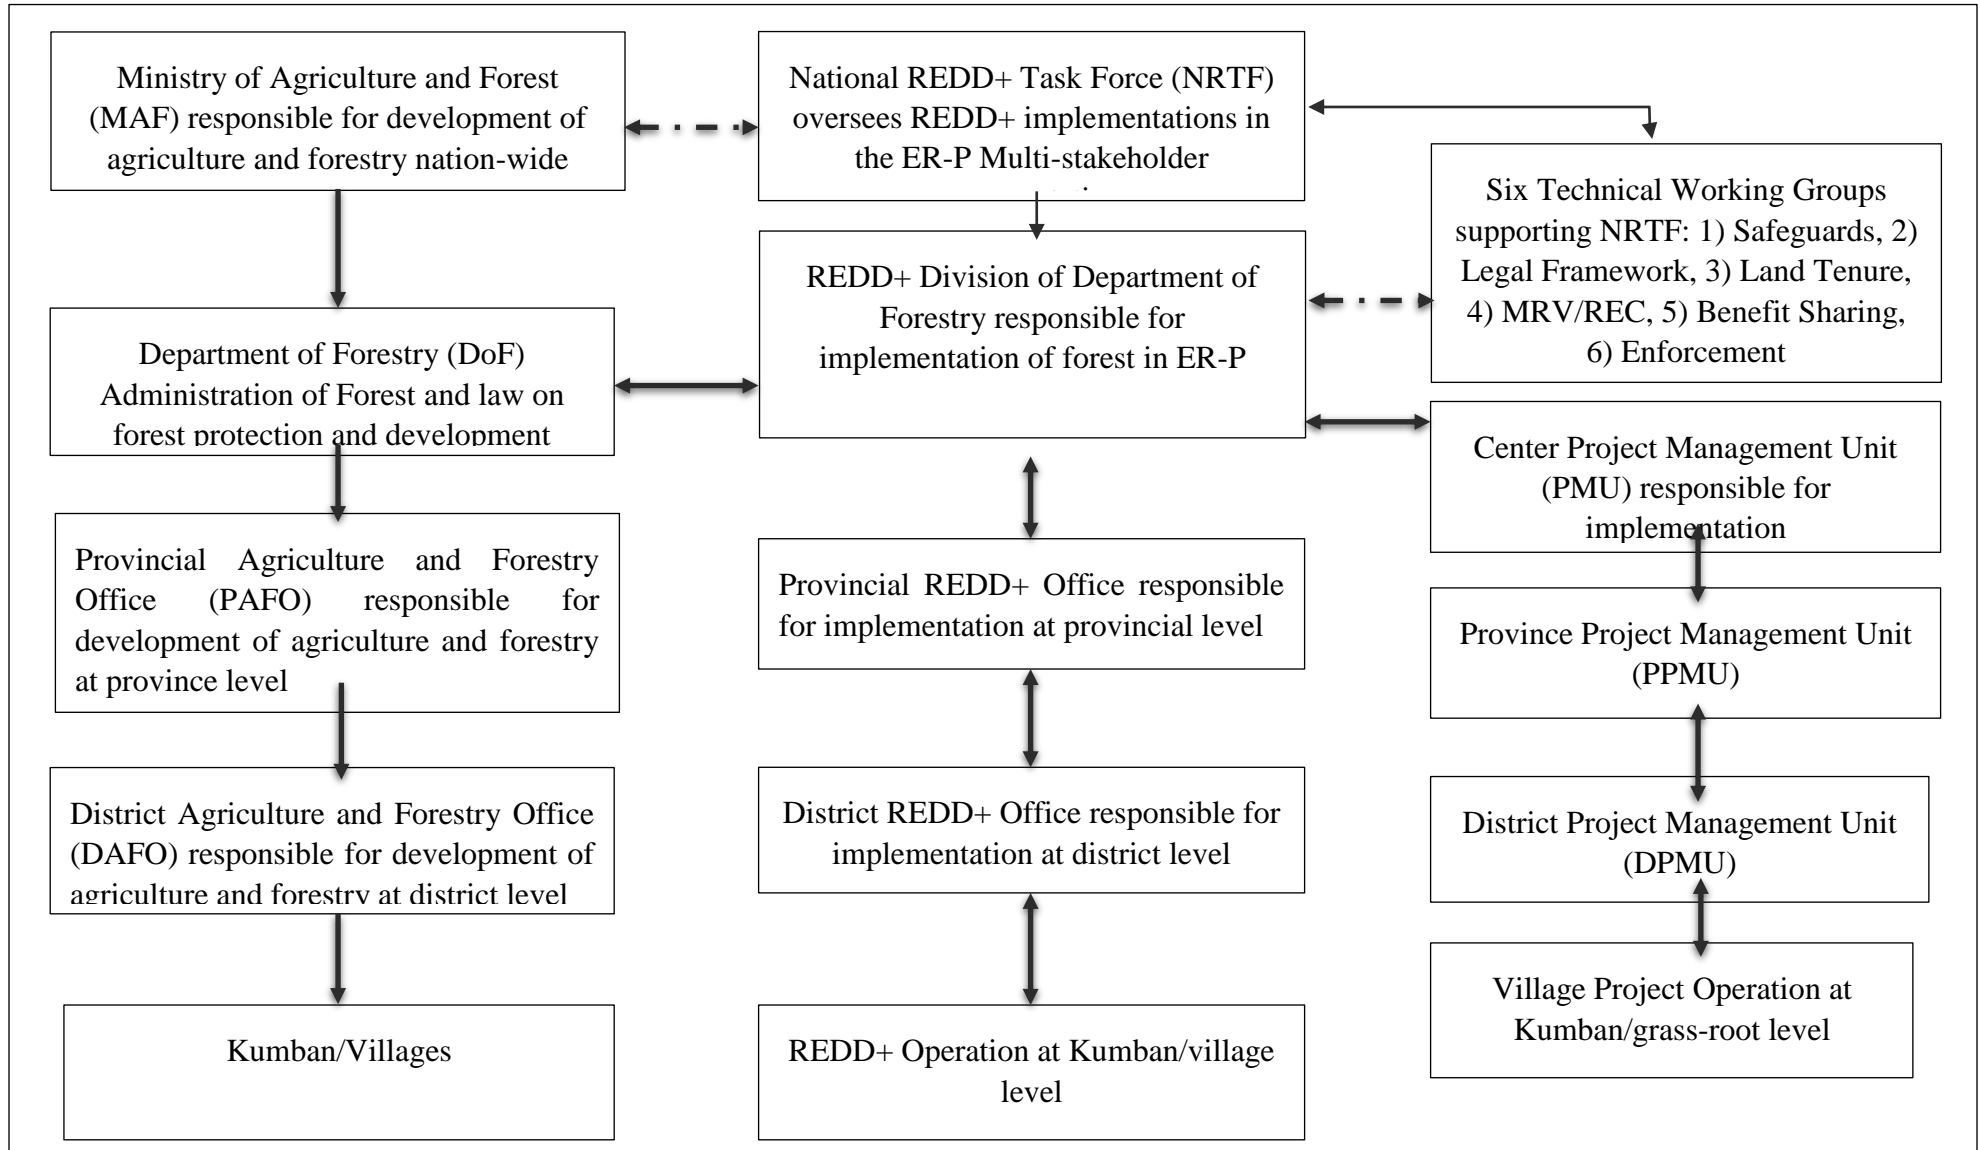 Ministry of Agriculture and Forest
(MAF) responsible for development of
agriculture and forestry nation-wide
National REDD+ Task Force (NRTF)
oversees REDD+ implementations in
the ER-P Multi-stakeholder
Six Technical Working Groups
supporting NRTF: 1) Safeguards, 2)
Legal Framework, 3) Land Tenure,
4) MRV/REC, 5) Benefit Sharing,
6) Enforcement
REDD+ Division of Department of
Forestry responsible for
implementation of forest in ER-P
Department of Forestry (DoF)
Administration of Forest and law on
forest protection and development
Center Project Management Unit
(PMU) responsible for
implementation
Provincial Agriculture and Forestry
Office (PAFO) responsible for
development of agriculture and forestry
at province level
Provincial REDD+ Office responsible
for implementation at provincial level
Province Project Management Unit
(PPMU)
District Agriculture and Forestry Office
(DAFO) responsible for development of
agriculture and forestry at district level
District REDD+ Office responsible for
implementation at district level
District Project Management Unit
(DPMU)
Village Project Operation at
Kumban/grass-root level
Kumban/Villages
REDD+ Operation at Kumban/village
level